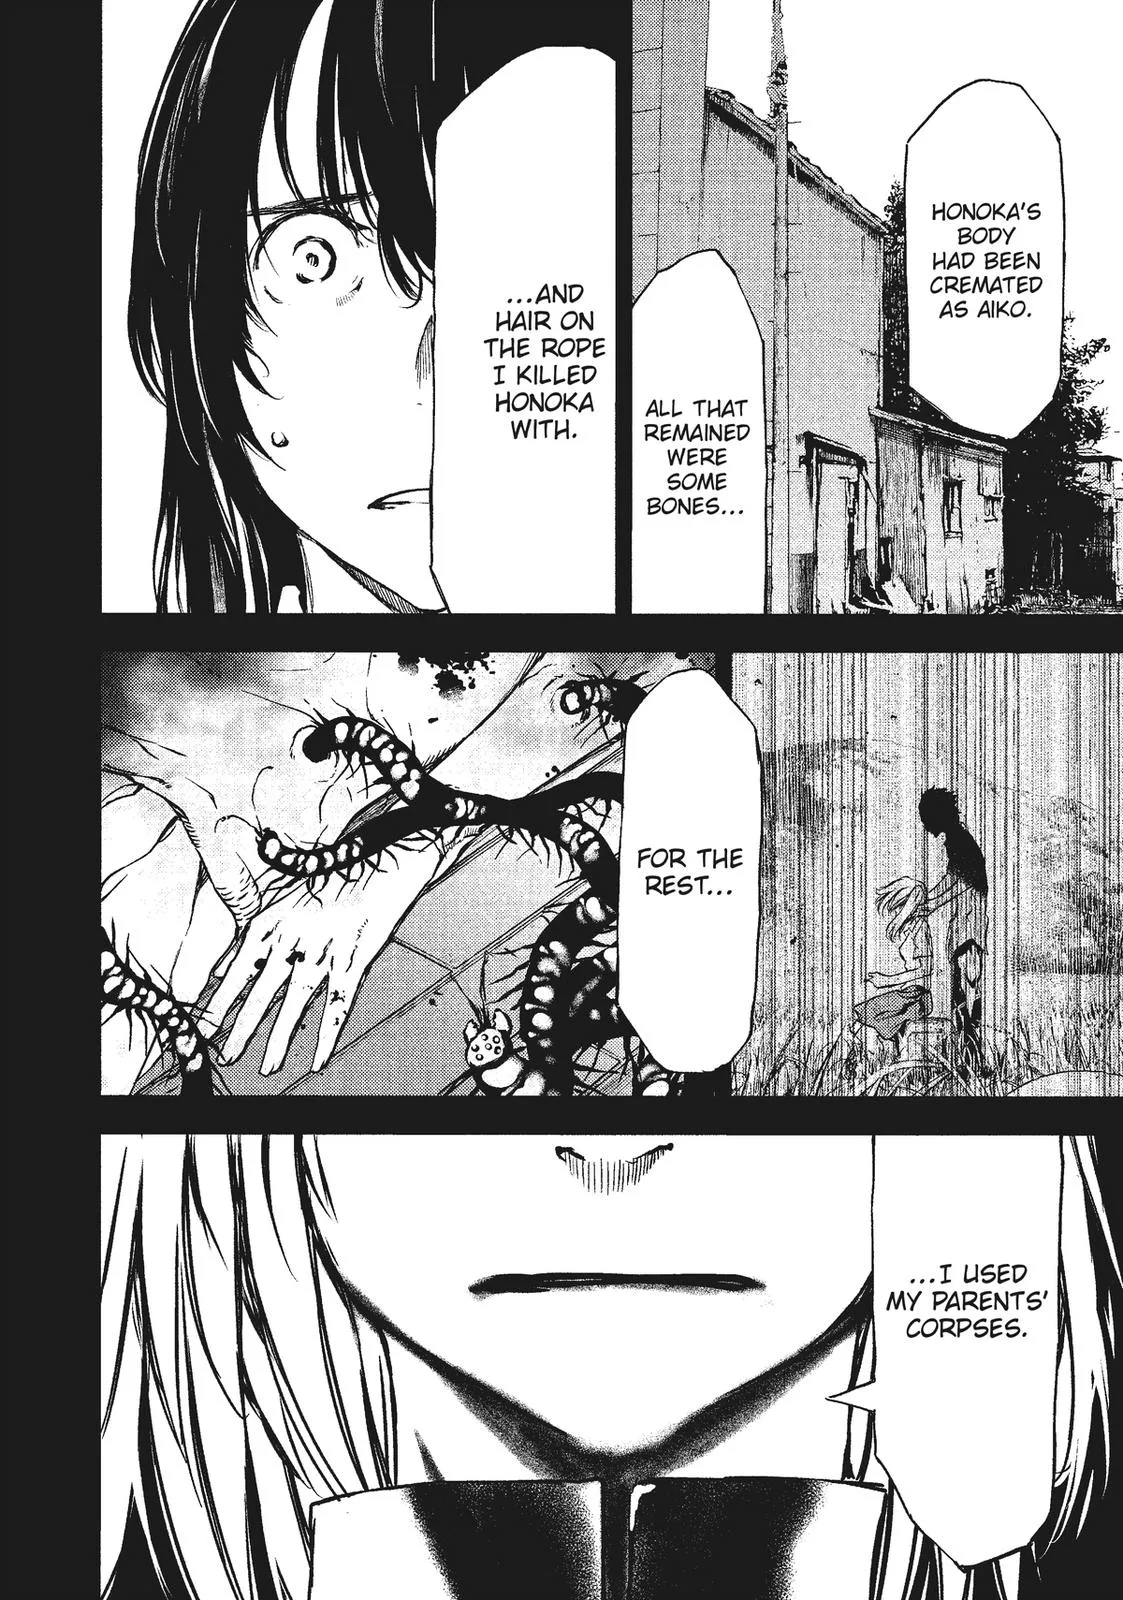 HONOKA'S
BODY
HAD BEEN
CREMATED
AS AIKO.
ALL THAT
REMAINED
WERE
SOME
BONES...
...AND
HAIR ON
THE ROPE
I KILLED
HONOKA
WITH.
FOR THE
REST...
...I USED
MY PARENTS'
CORPSES.